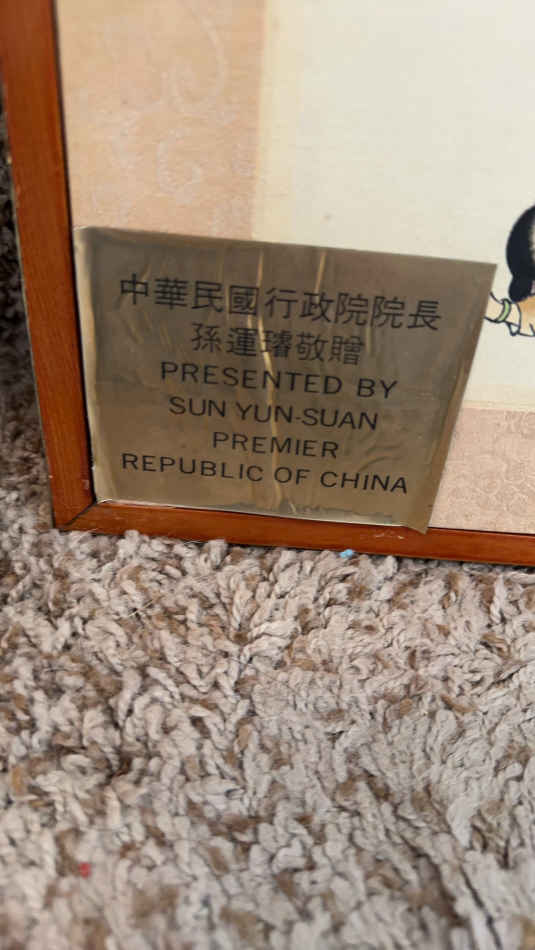 中華民國行政院院長
孫運璿敬贈
PRESENTED BY
SUN YUN-SUAN
PREMIER
REPUBLIC OF CHINA